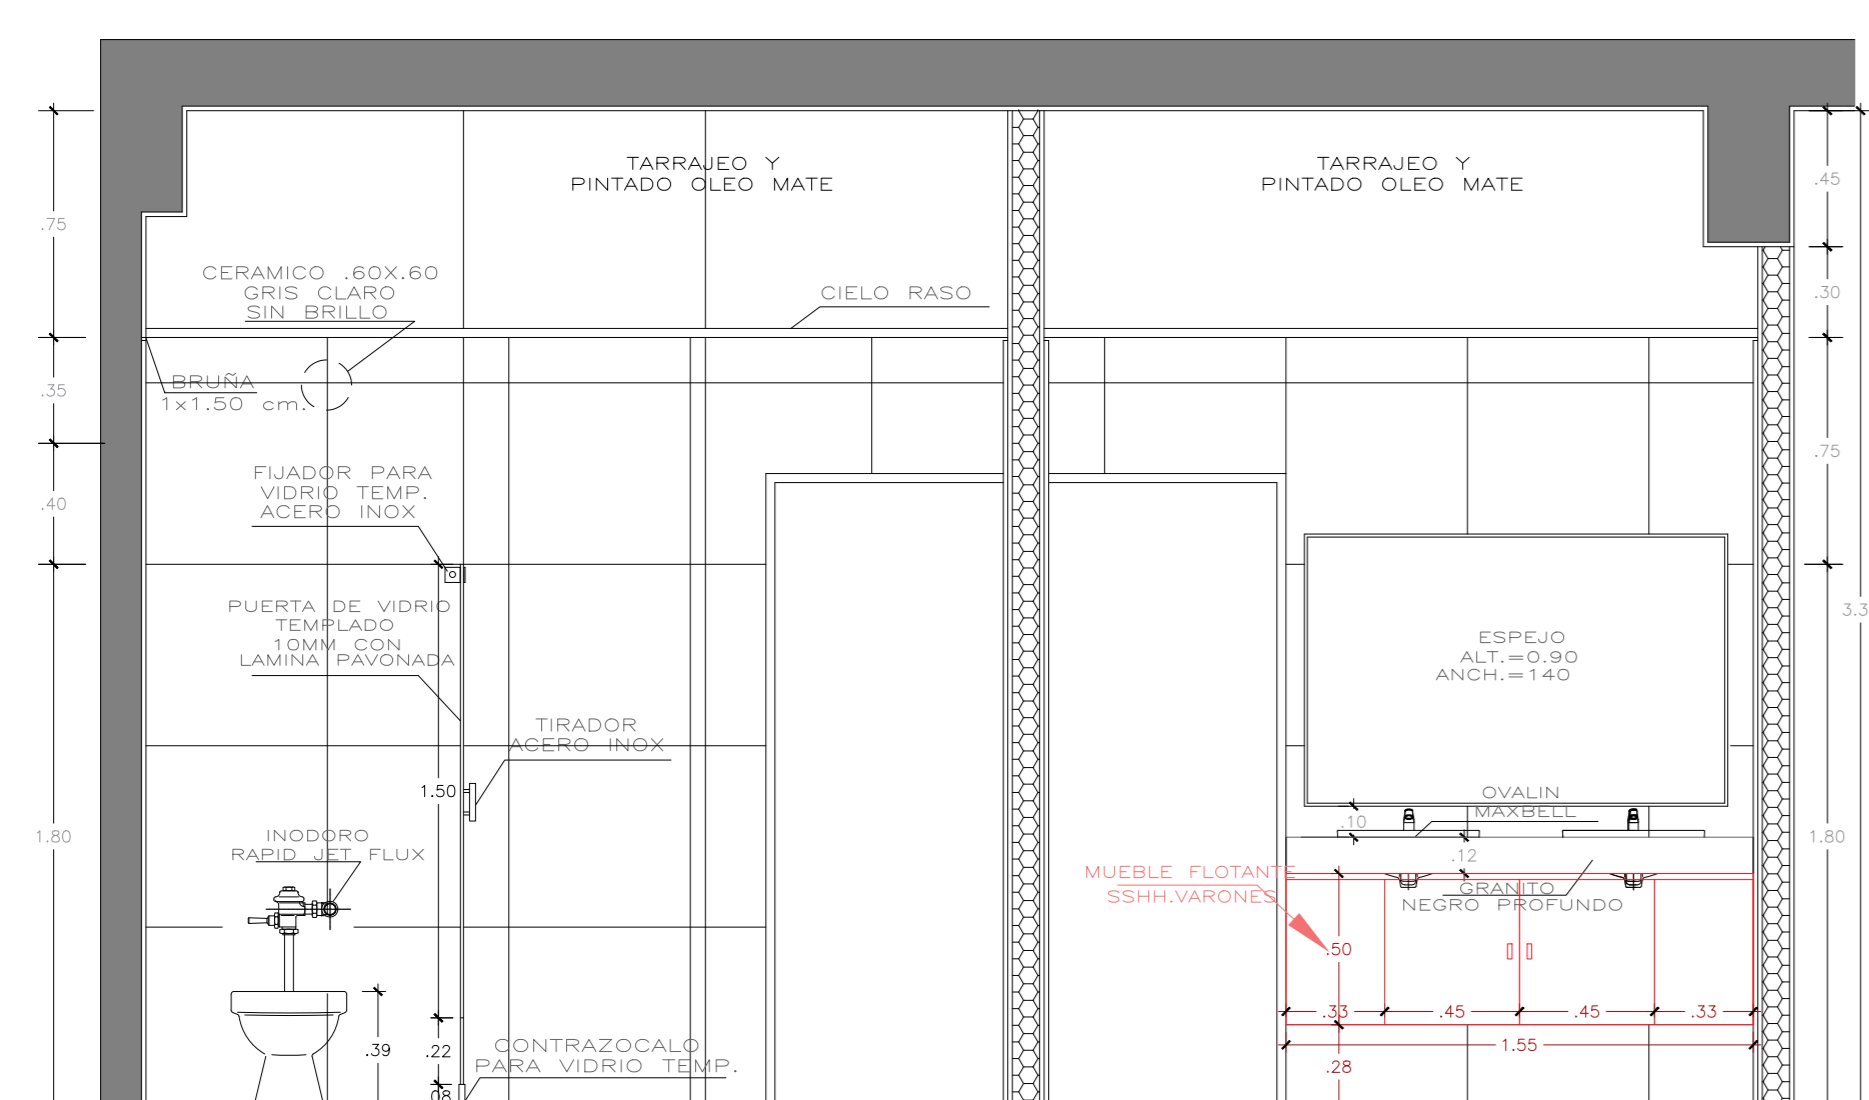 TARRAJEO Y
PINTADO OLEO MATE
TARRAJEO Y
PINTADO OLEO MATE
.45
.75
CERAMICO .60X.60
GRIS CLARO
SIN BRILLO
CIELO RASO
.30
BRUÑA
1x1.50 cm.
.35
.75
FIJADOR PARA
VIDRIO TEMP.
ACERO INOX
.40
PUERTA DE VIDRIO
TEMPLADO
10MM CON
LAMINA PAVONADA
3.3
ESPEJO
ALT.=0.90
ANCH.=140
TIRADOR
ACERO INOX
1.50
OVALIN
MAXBELL
.10
1.80
INODORO
RAPID JET FLUX
.12
1.80
MUEBLE FLOTANTE
SSHH.VARONES
GRANITO
NEGRO PROFUNDO
.50
.33
.45
.45
.33
1.55
.39
.22
CONTRAZOCALO
PARA VIDRIO TEMP.
.28
.08